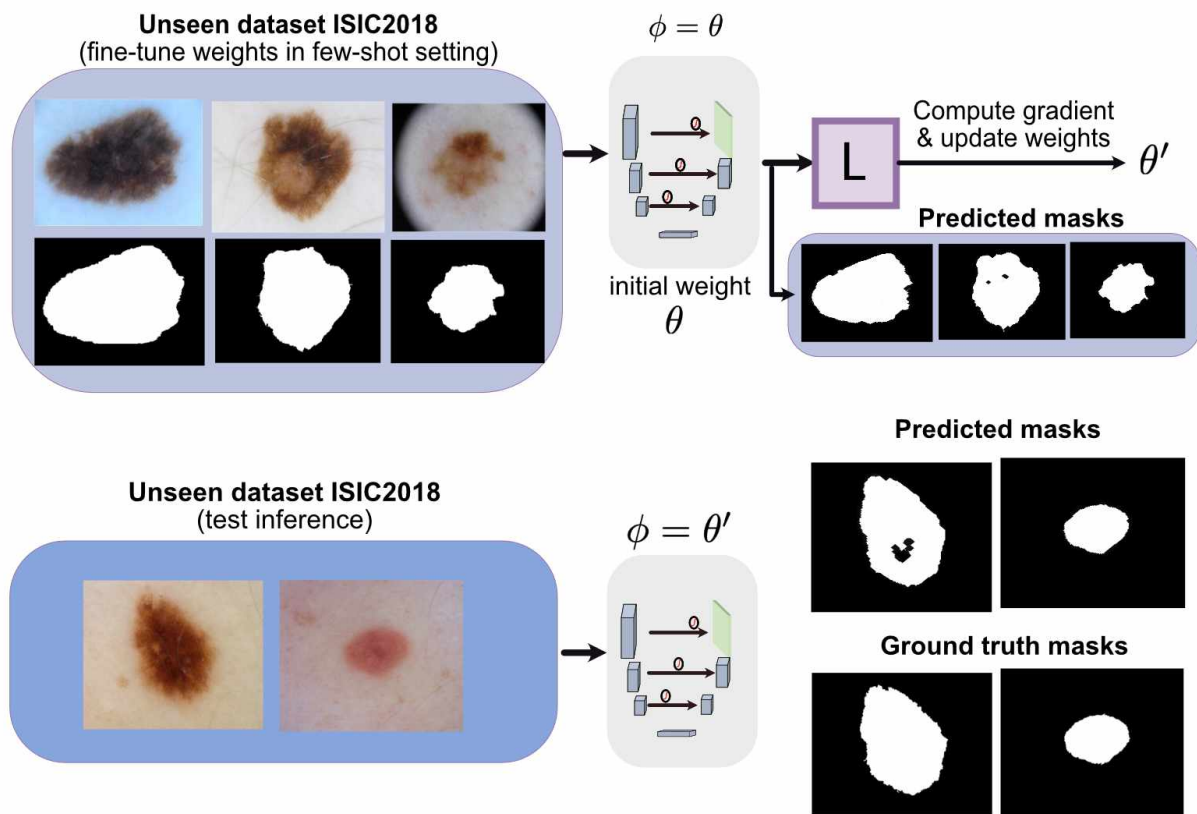 Unseen dataset ISIC2018
(fine-tune weights in few-shot setting)
ϕ = θ
initial weight
θ
L
Compute gradient
& update weights
θ′
Predicted masks
Unseen dataset ISIC2018
(test inference)
ϕ = θ′
Predicted masks
Ground truth masks